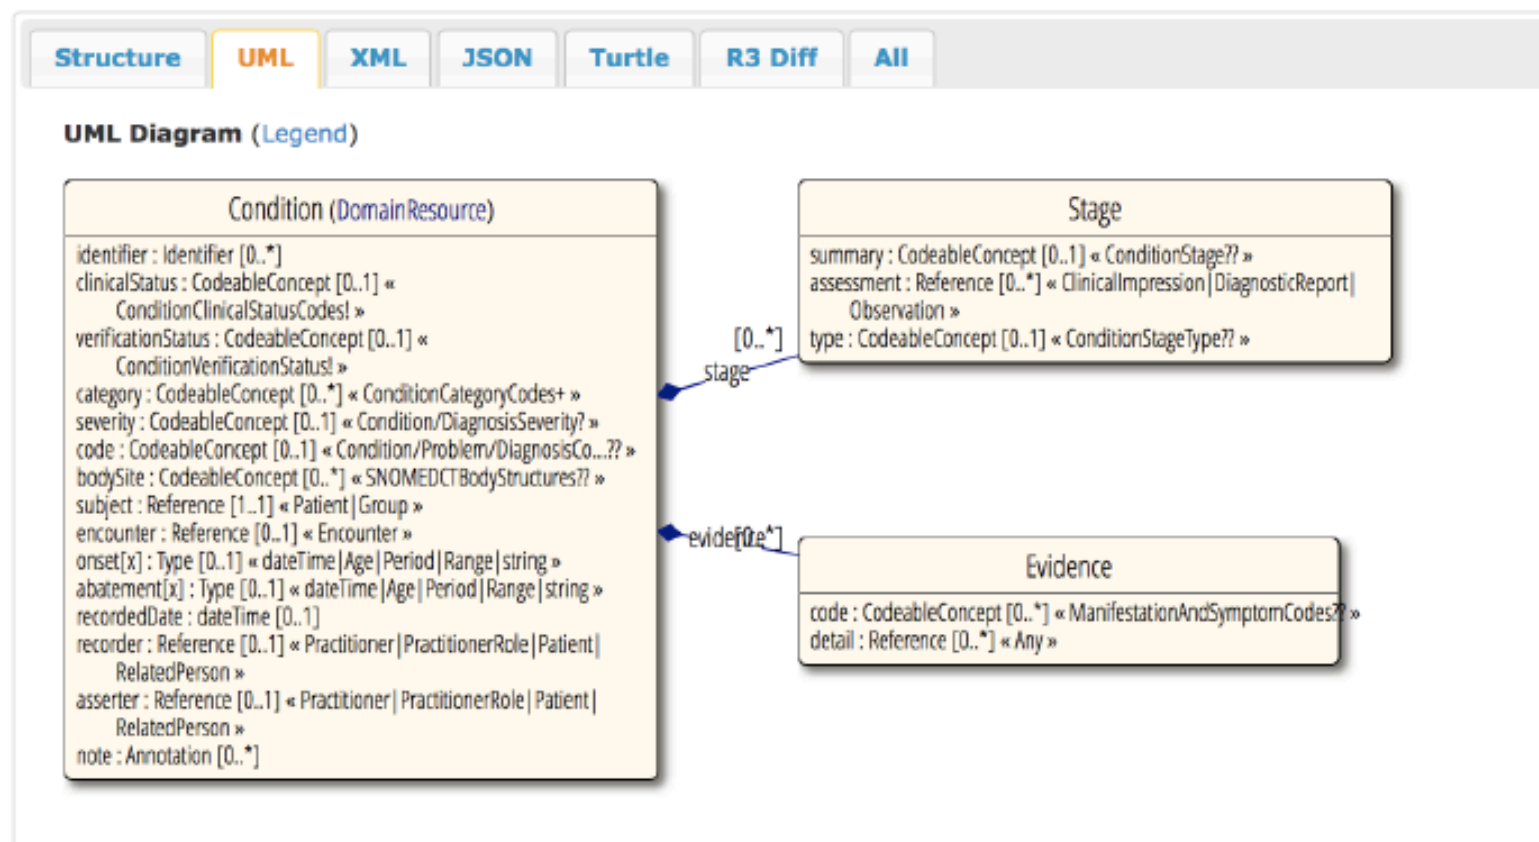 Structure UML XML JSON Turtle R3 Diff All
UML Diagram (Legend)
Condition (DomainResource)
identifier : Identifier [0..*]
clinicalStatus : CodeableConcept [0..1] «
ConditionClinicalStatusCodes! »
verificationStatus : CodeableConcept [0..1] «
ConditionVerificationStatus! »
category : CodeableConcept [0..*] « ConditionCategoryCodes+ »
severity : CodeableConcept [0..1] « Condition/DiagnosisSeverity? »
code : CodeableConcept [0..1] « Condition/Problem/DiagnosisCo...?? »
bodySite : CodeableConcept [0..*] « SNOMEDCTBodyStructures?? »
subject : Reference [1..1] « Patient|Group »
encounter : Reference [0..1] « Encounter »
onset[x] : Type [0..1] « dateTime|Age|Period|Range|string »
abatement[x] : Type [0..1] « dateTime|Age|Period|Range|string »
recordedDate : dateTime [0..1]
recorder : Reference [0..1] « Practitioner|PractitionerRole|Patient|
RelatedPerson »
asserter : Reference [0..1] « Practitioner|PractitionerRole|Patient|
RelatedPerson »
note : Annotation [0..*]
[0..*]
stage
evidence
[0..*]
Stage
summary : CodeableConcept [0..1] « ConditionStage?? »
assessment : Reference [0..*] « ClinicalImpression|DiagnosticReport|
Observation »
type : CodeableConcept [0..1] « ConditionStageType?? »
Evidence
code : CodeableConcept [0..*] « ManifestationAndSymptomCodes?? »
detail : Reference [0..*] « Any »